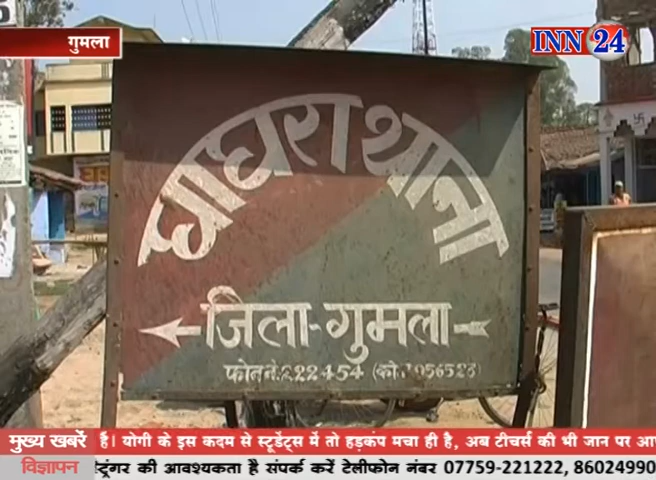 गुमला
INN 24
घाघरा थाना
जिला-गुमला
फोन नं.222454 (को.056523)
मुख्य खबरें हैं। योगी के इस कदम से स्टूडेंट्स में तो हड़कंप मचा ही है, अब टीचर्स की भी जान पर आ
विज्ञापन ट्रिंगर की आवश्यकता है संपर्क करें टेलीफोन नंबर 07759-221222, 86024990